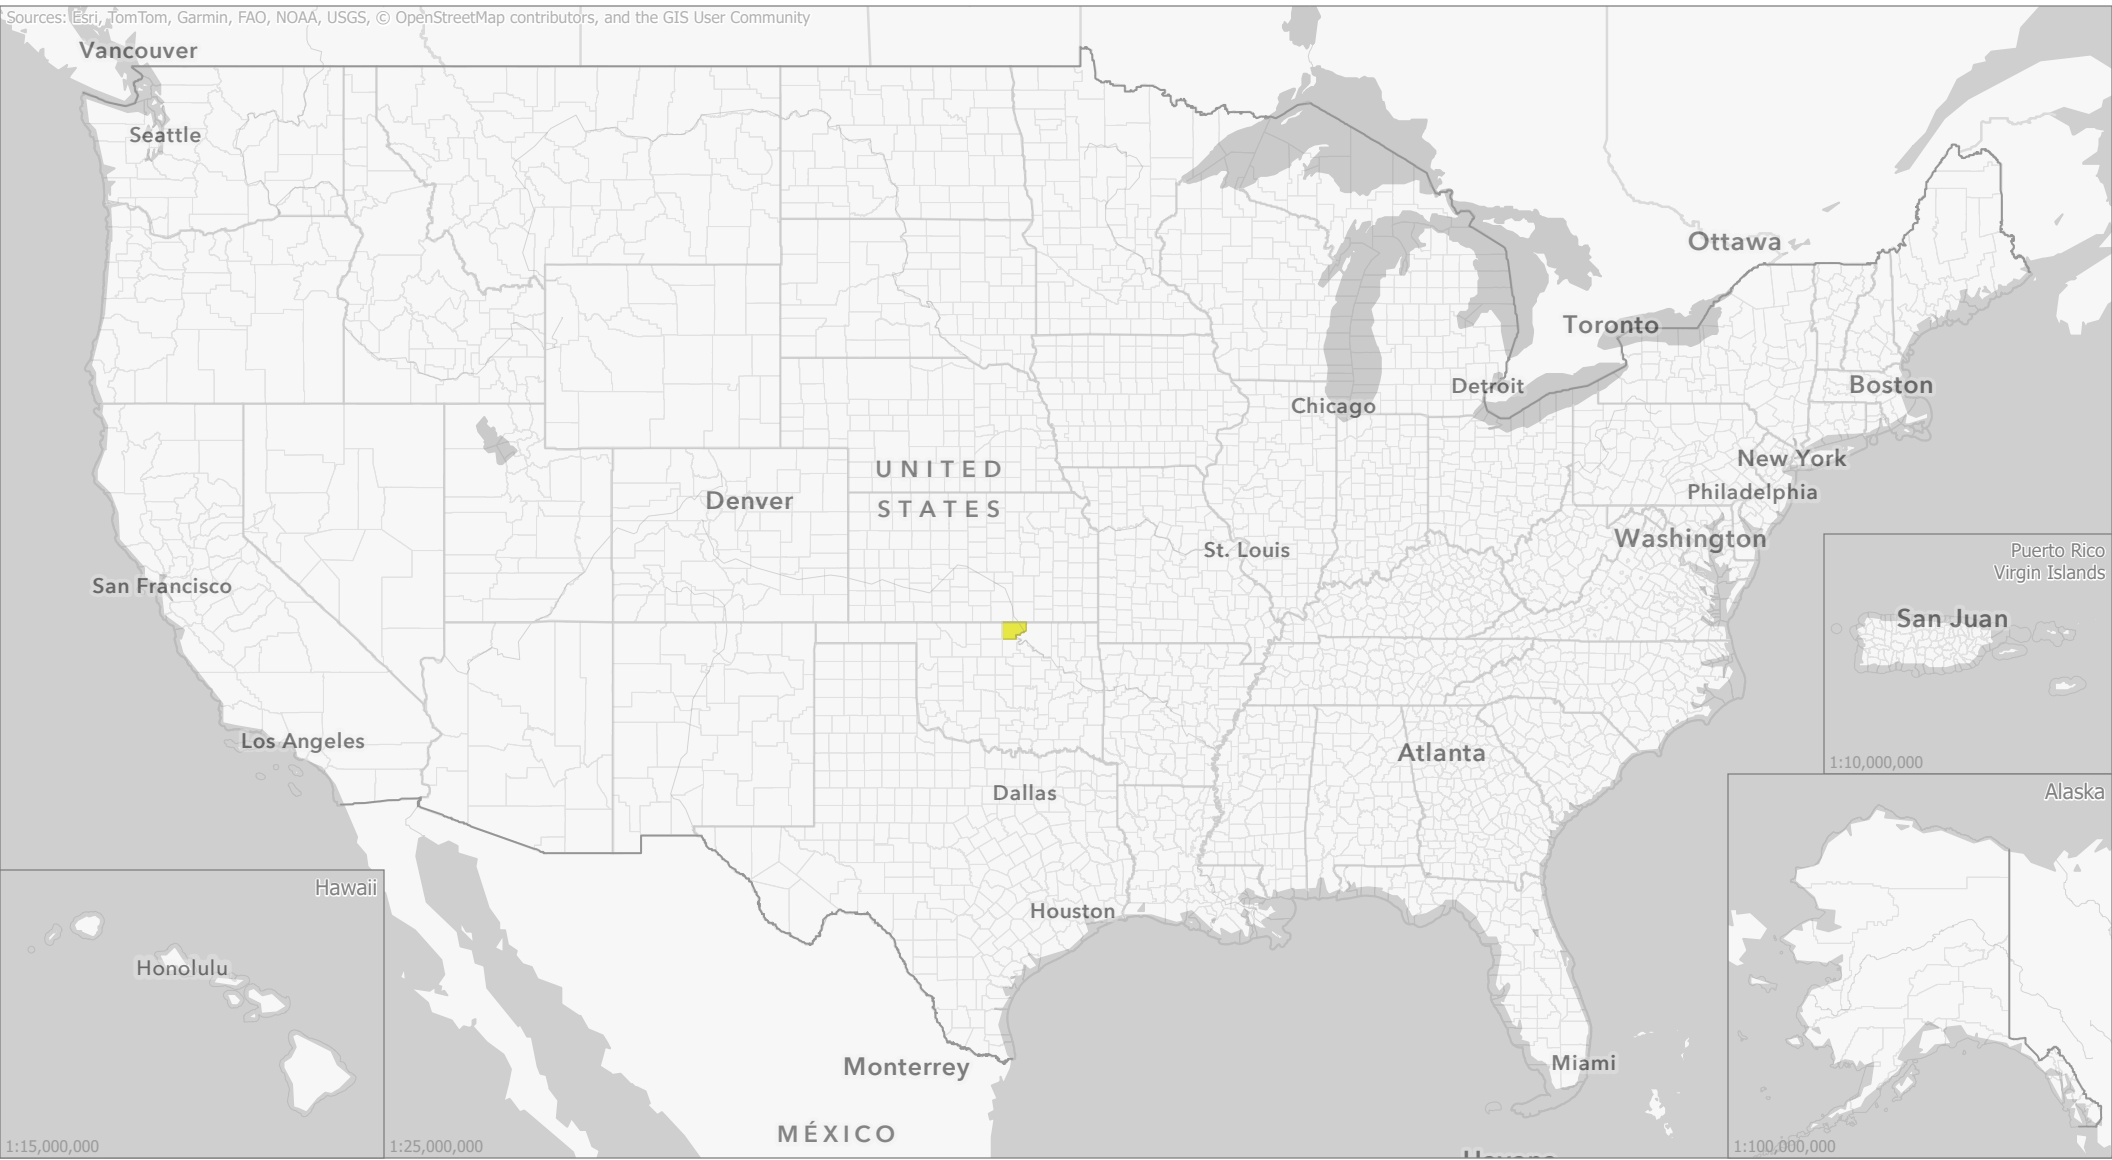 Sources: Esri, TomTom, Garmin, FAO, NOAA, USGS, © OpenStreetMap contributors, and the GIS User Community
Vancouver
Seattle
Ottawa
Toronto
Detroit
Boston
Chicago
New York
UNITED
Denver
Philadelphia
STATES
Washington
St. Louis
Puerto Rico
Virgin Islands
San Francisco
San Juan
Los Angeles
Atlanta
1:10,000,000
Dallas
Alaska
Hawaii
Houston
Honolulu
Miami
Monterrey
MÉXICO
1:15,000,000
1:25,000,000
1:100,000,000